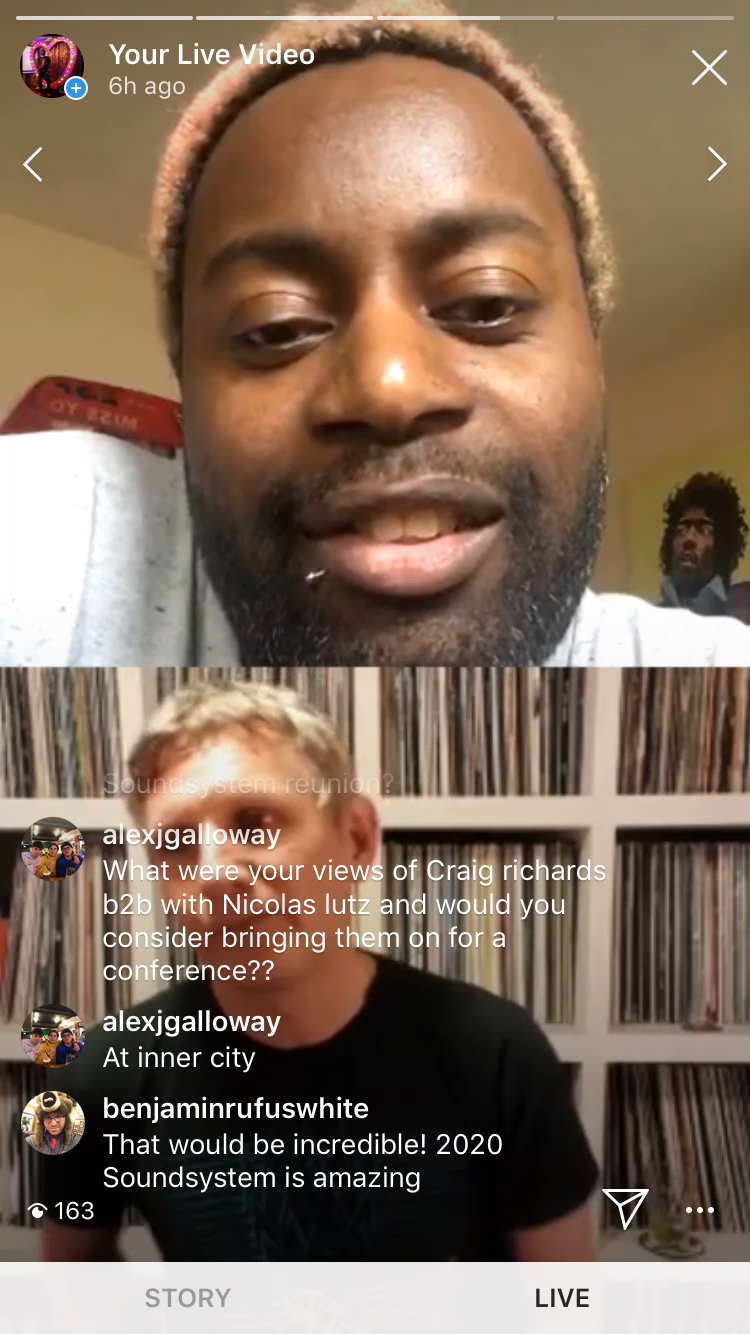 Your Live Video
6h ago
MISS YO
Soundsystem reunion?
alexjgalloway
What were your views of Craig richards
b2b with Nicolas lutz and would you
consider bringing them on for a
conference??
alexjgalloway
At inner city
benjaminrufuswhite
That would be incredible! 2020
Soundsystem is amazing
163
STORY
LIVE